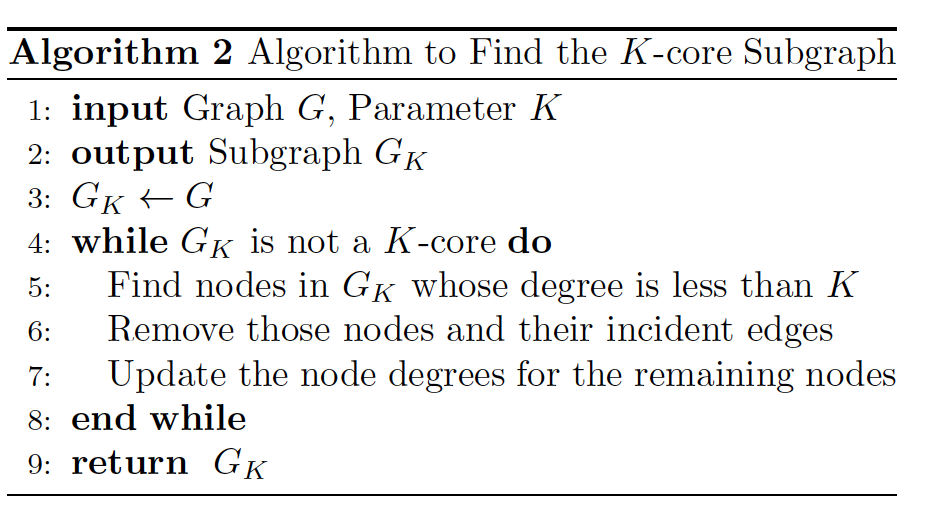 Algorithm 2 Algorithm to Find the K-core Subgraph
1: input Graph G, Parameter K
2: output Subgraph G_K
3: G_K ← G
4: while G_K is not a K-core do
5: Find nodes in G_K whose degree is less than K
6: Remove those nodes and their incident edges
7: Update the node degrees for the remaining nodes
8: end while
9: return G_K